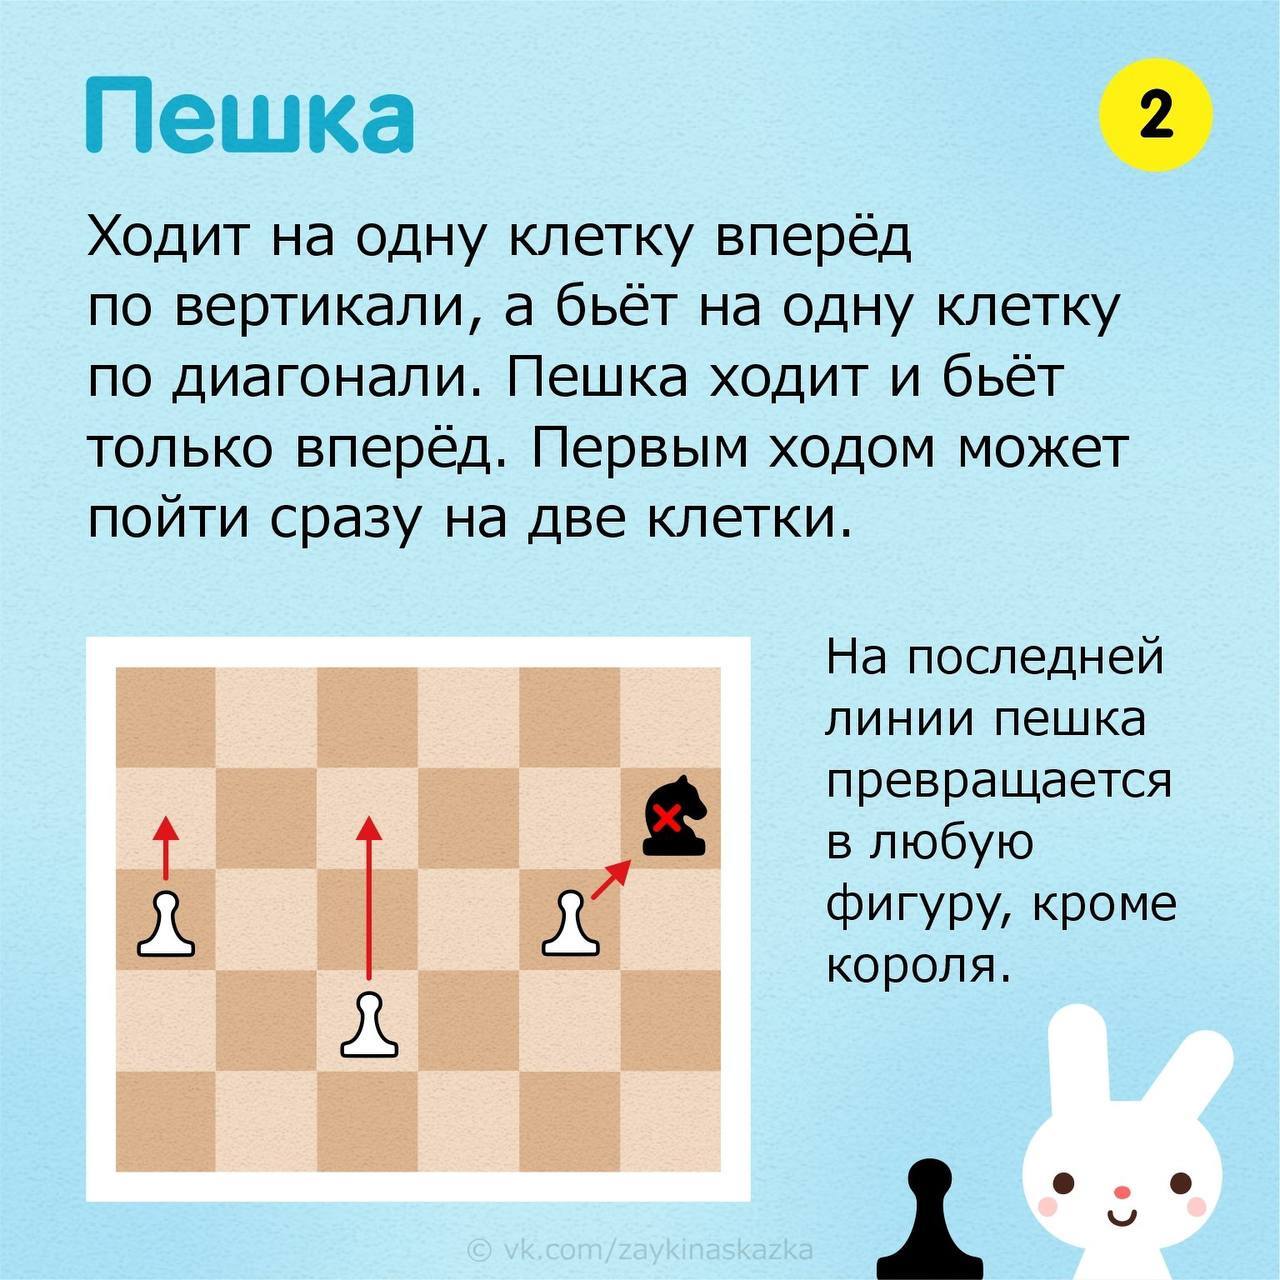 Пешка
2
Ходит на одну клетку вперёд
по вертикали, а бьёт на одну клетку
по диагонали. Пешка ходит и бьёт
только вперёд. Первым ходом может
пойти сразу на две клетки.
На последней
линии пешка
превращается
в любую
фигуру, кроме
короля.
© vk.com/zaykinaskazka